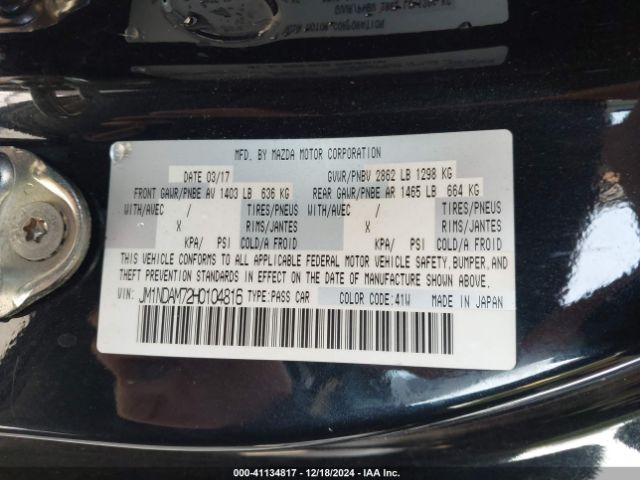 MFD. BY MAZDA MOTOR CORPORATION
DATE 03/17 GVWR/PNBV 2862 LB 1298 KG
FRONT GAWR/PNBE AV 1403 LB 636 KG REAR GAWR/PNBE AR 1465 LB 664 KG
WITH/AVEC / TIRES/PNEUS WITH/AVEC / TIRES/PNEUS
X RIMS/JANTES X RIMS/JANTES
KPA/ PSI COLD/A FROID KPA/ PSI COLD/A FROID
THIS VEHICLE CONFORMS TO ALL APPLICABLE FEDERAL MOTOR VEHICLE SAFETY, BUMPER, AND
THEFT PREVENTION STANDARDS IN EFFECT ON THE DATE OF MANUFACTURE SHOWN ABOVE.
VIN: JM1NDAM72H0104816 TYPE: PASS CAR COLOR CODE: 41W MADE IN JAPAN
000-41134817 - 12/18/2024 - IAA Inc.